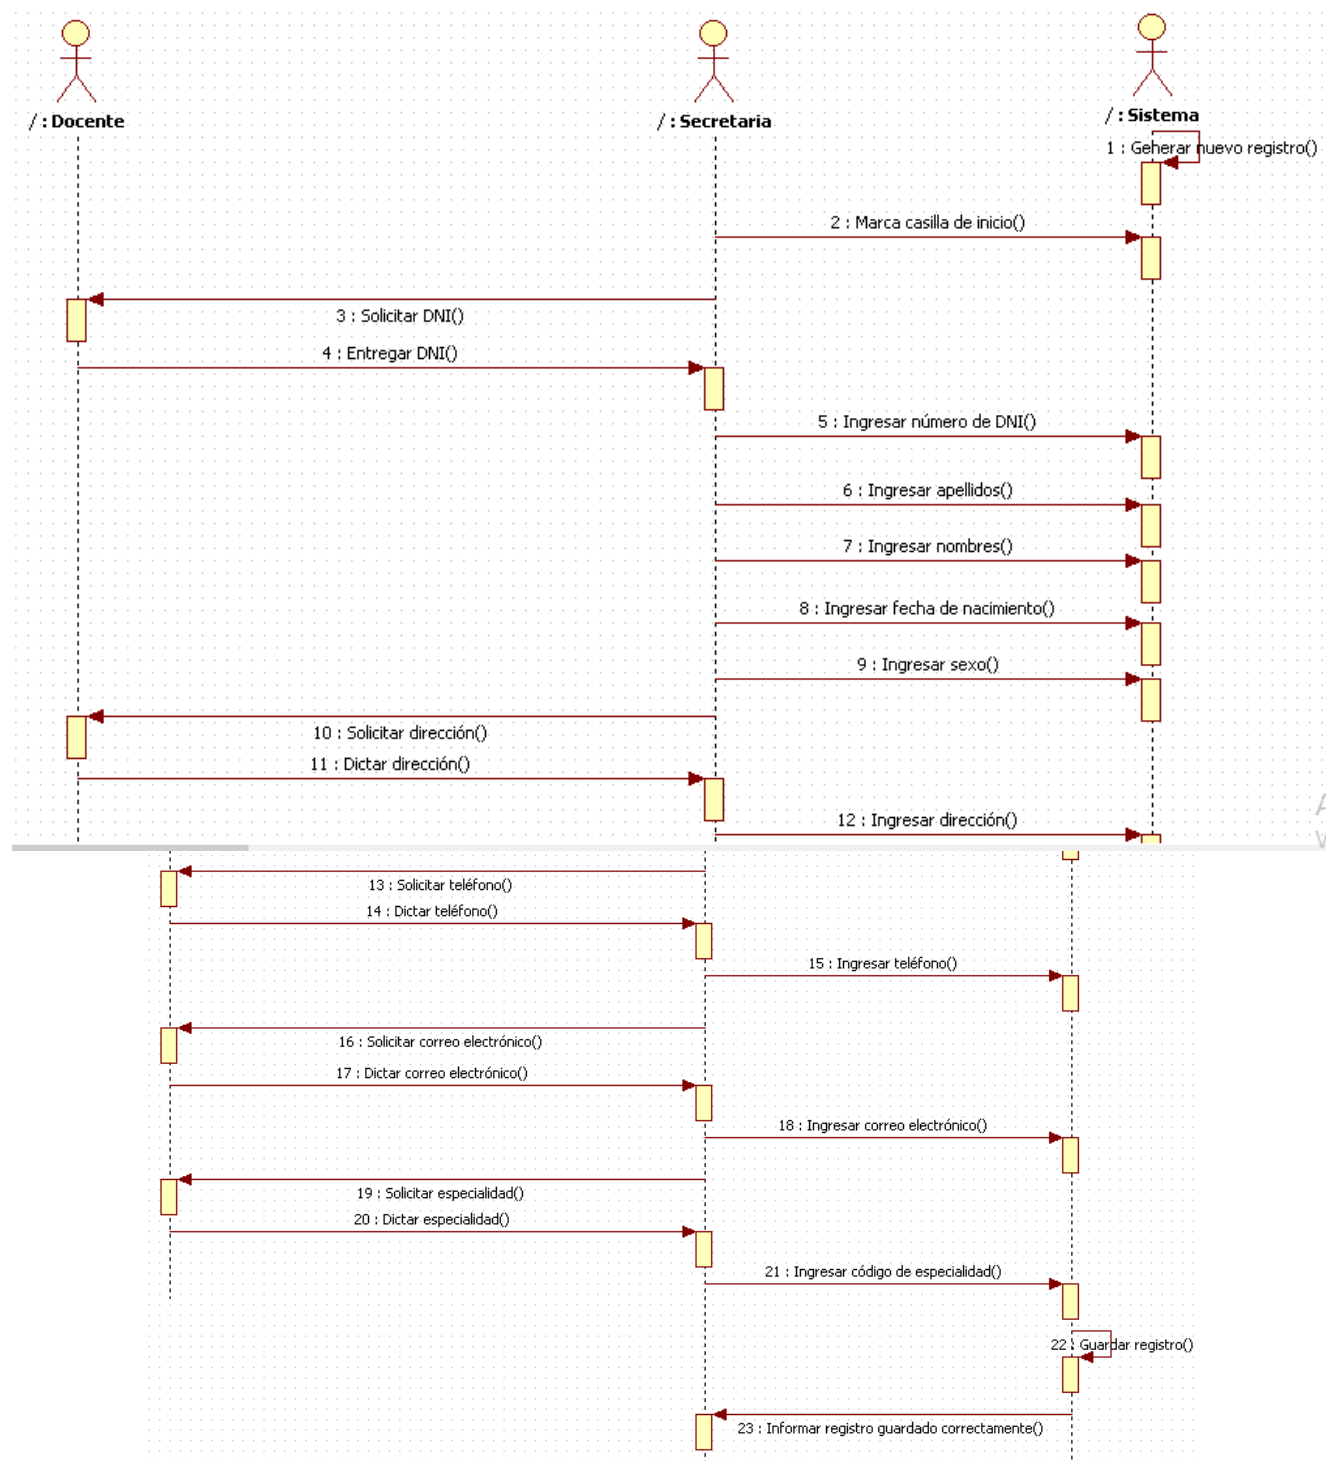 / : Docente
/ : Secretaria
/ : Sistema
1 : Geherar nuevo registro()
2 : Marca casilla de inicio()
3 : Solicitar DNI()
4 : Entregar DNI()
5 : Ingresar número de DNI()
6 : Ingresar apellidos()
7 : Ingresar nombres()
8 : Ingresar fecha de nacimiento()
9 : Ingresar sexo()
10 : Solicitar dirección()
11 : Dictar dirección()
12 : Ingresar dirección()
13 : Solicitar teléfono()
14 : Dictar teléfono()
15 : Ingresar teléfono()
16 : Solicitar correo electrónico()
17 : Dictar correo electrónico()
18 : Ingresar correo electrónico()
19 : Solicitar especialidad()
20 : Dictar especialidad()
21 : Ingresar código de especialidad()
22 : Guardar registro()
23 : Informar registro guardado correctamente()